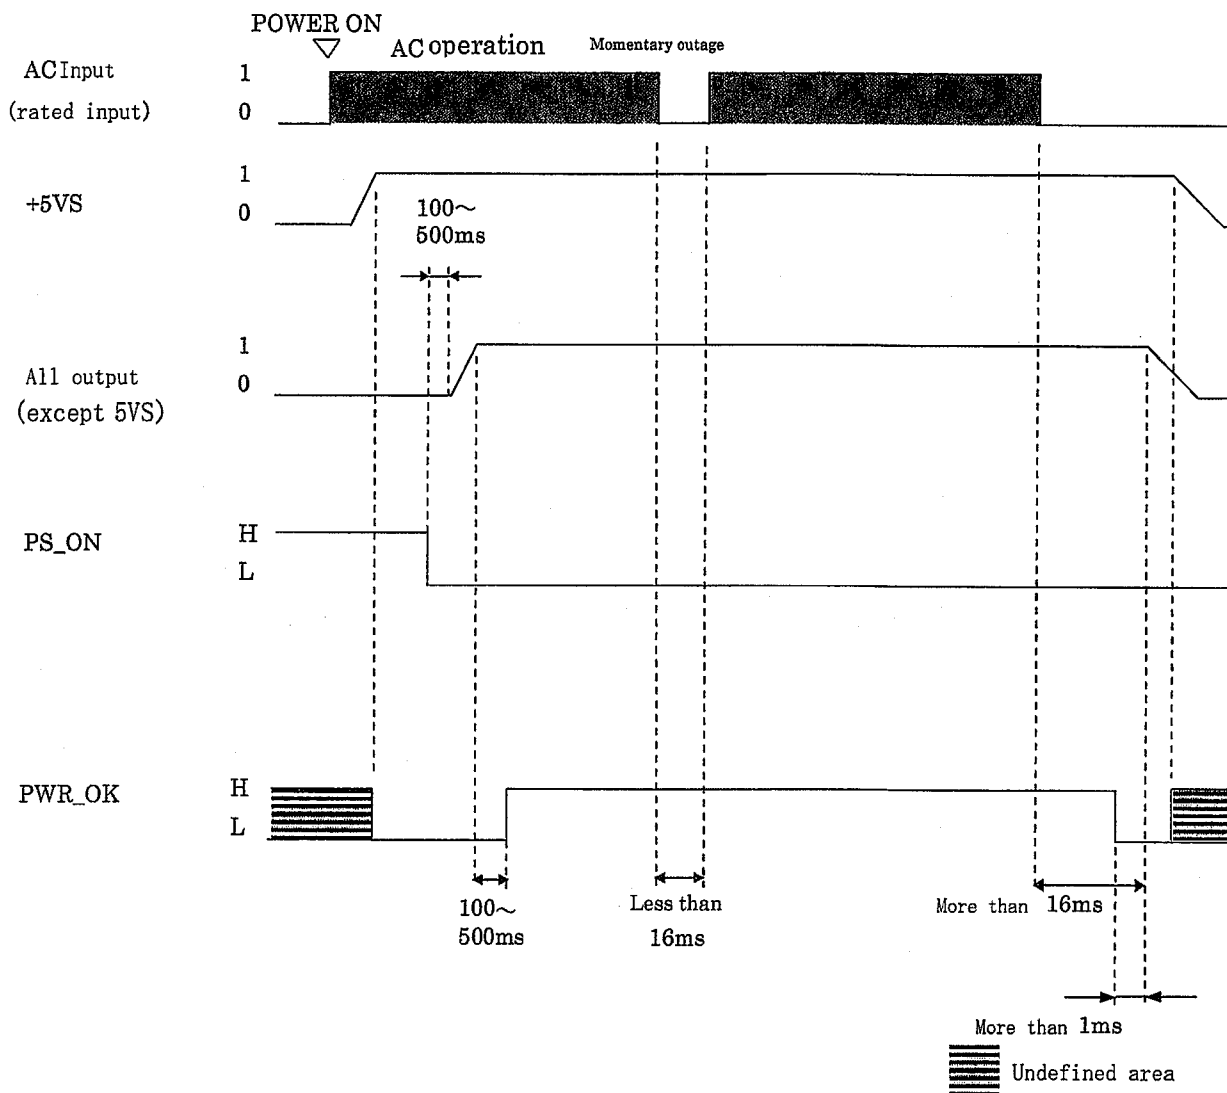 POWER ON
AC operation
Momentary outage
AC Input
(rated input)
1
0
+5VS
1
0
100～
500ms
All output
(except 5VS)
1
0
PS_ON
H
L
PWR_OK
H
L
100～
500ms
Less than
16ms
More than 16ms
More than 1ms
Undefined area